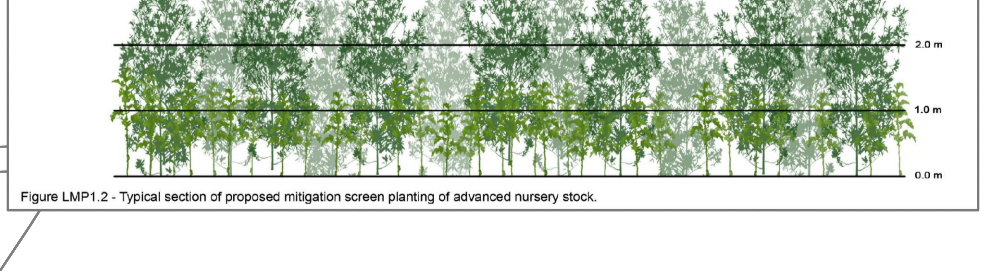 2.0 m
1.0 m
0.0 m
Figure LMP1.2 - Typical section of proposed mitigation screen planting of advanced nursery stock.